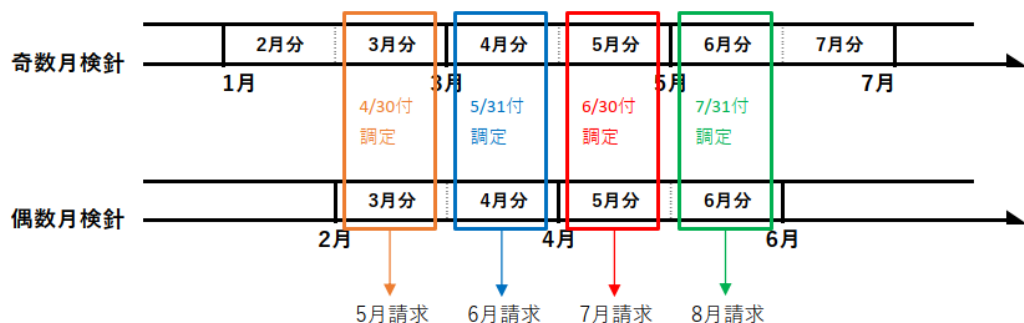 奇数月検針
2月分
3月分
4月分
5月分
6月分
7月分
1月
3月
5月
7月
4/30付
調定
5/31付
調定
6/30付
調定
7/31付
調定
偶数月検針
3月分
4月分
5月分
6月分
2月
4月
6月
5月請求
6月請求
7月請求
8月請求